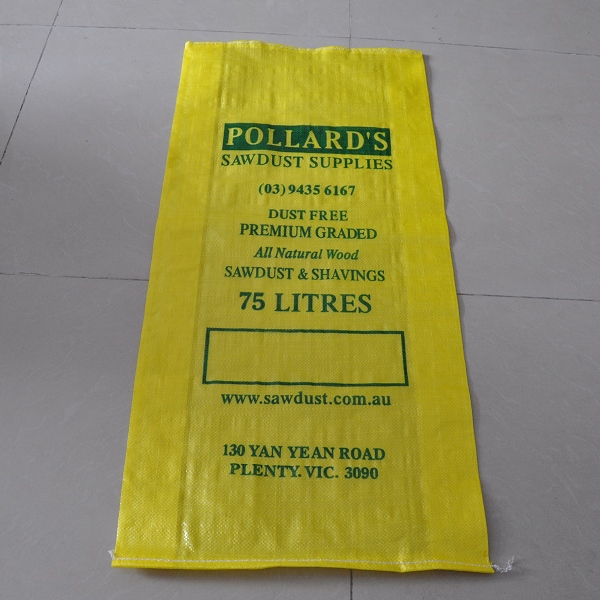 POLLARD'S
SAWDUST SUPPLIES
(03) 9435 6167
DUST FREE
PREMIUM GRADED
All Natural Wood
SAWDUST & SHAVINGS
75 LITRES
www.sawdust.com.au
130 YAN YEAN ROAD
PLENTY. VIC. 3090